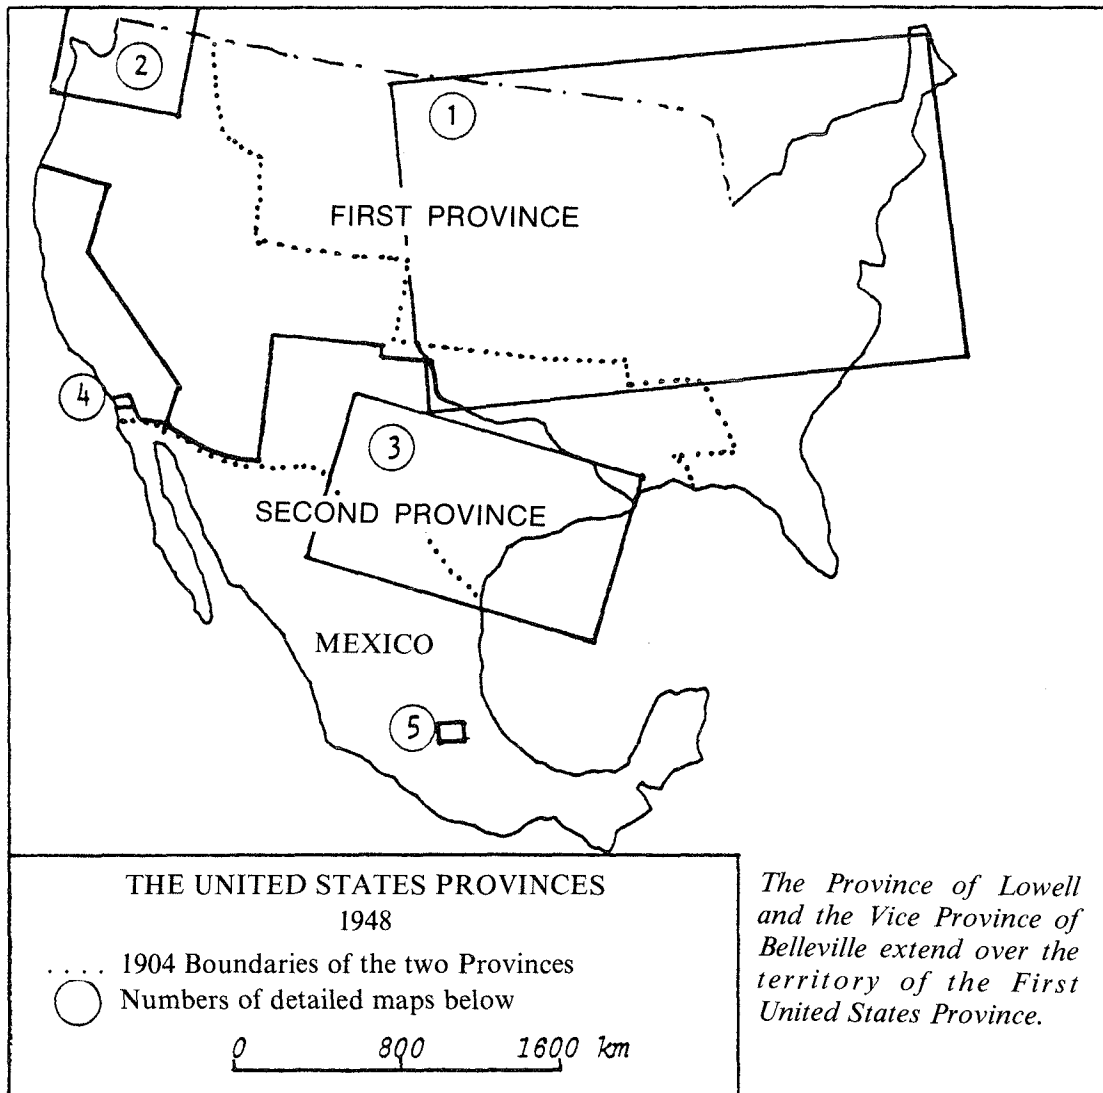 2
1
FIRST PROVINCE
4
3
SECOND PROVINCE
MEXICO
5
THE UNITED STATES PROVINCES
1948
.... 1904 Boundaries of the two Provinces
Numbers of detailed maps below
0 800 1600 km
The Province of Lowell
and the Vice Province of
Belleville extend over the
territory of the First
United States Province.